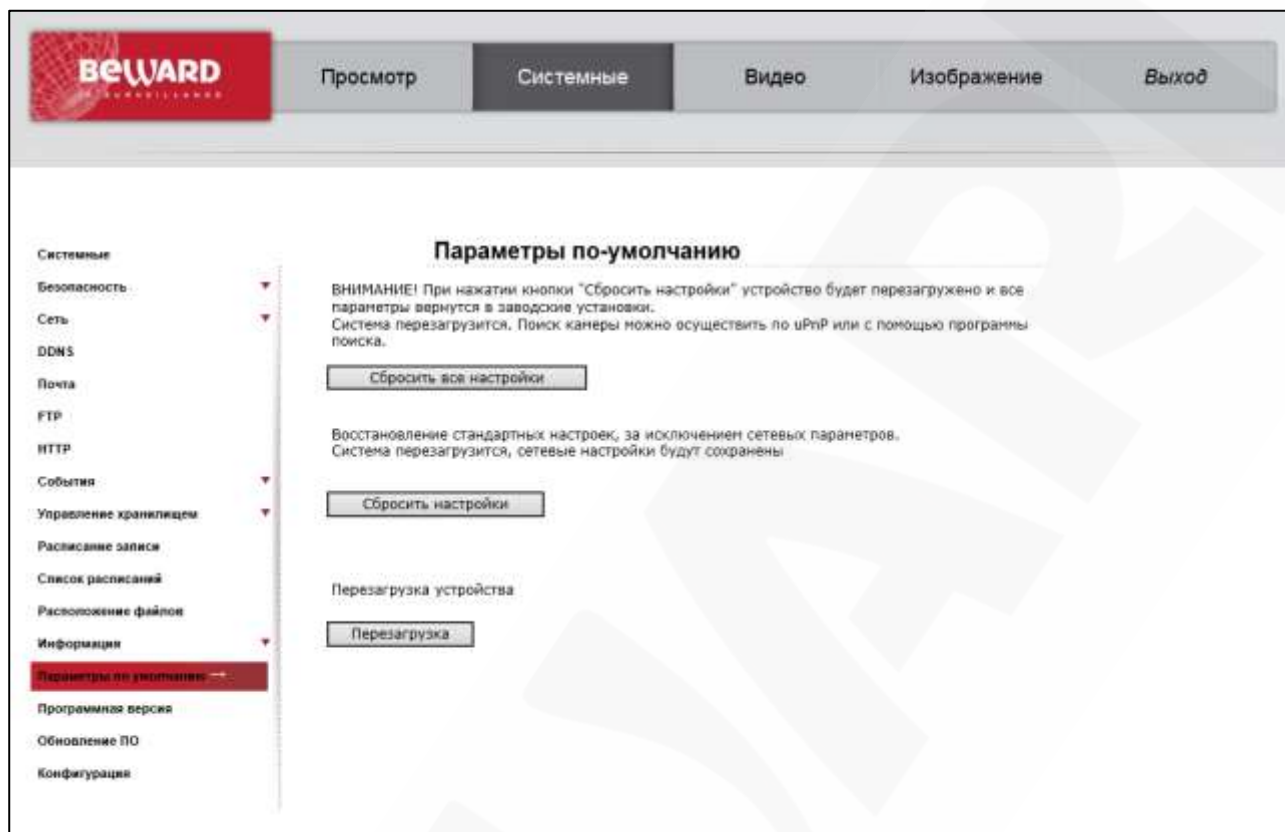 BEWARD
Просмотр
Системные
Видео
Изображение
Выход
Системные
Безопасность
Сеть
DDNS
Почта
FTP
HTTP
События
Управление хранилищем
Расписание записи
Список расписаний
Расположение файлов
Информация
Параметры по умолчанию →
Программная версия
Обновление ПО
Конфигурация
Параметры по-умолчанию
ВНИМАНИЕ! При нажатии кнопки "Сбросить настройки" устройство будет перезагружено и все
параметры вернутся в заводские установки.
Система перезагрузится. Поиск камеры можно осуществить по uPnP или с помощью программы
поиска.
Сбросить все настройки
Восстановление стандартных настроек, за исключением сетевых параметров.
Система перезагрузится, сетевые настройки будут сохранены
Сбросить настройки
Перезагрузка устройства
Перезагрузка